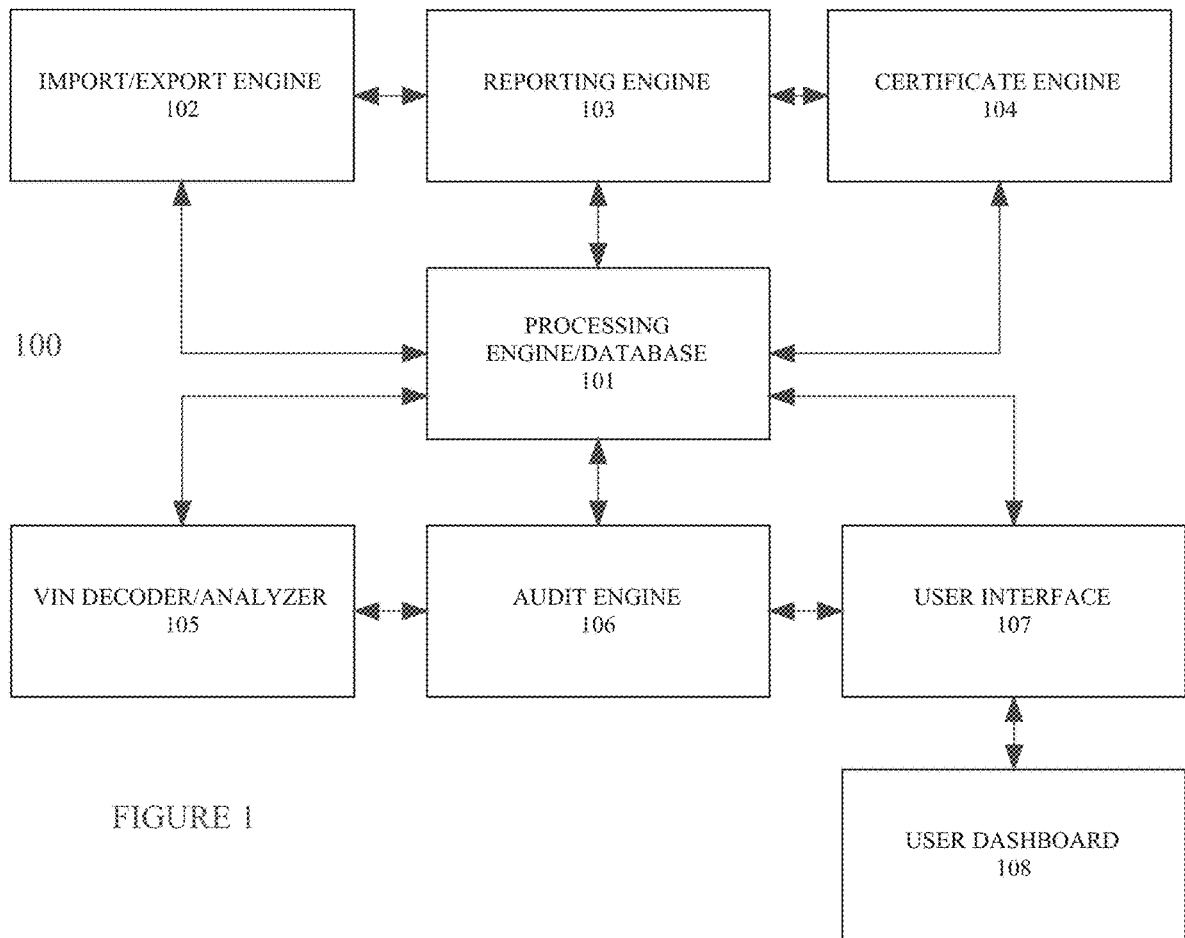 IMPORT/EXPORT ENGINE
102
REPORTING ENGINE
103
CERTIFICATE ENGINE
104
PROCESSING
ENGINE/DATABASE
101
100
VIN DECODER/ANALYZER
105
AUDIT ENGINE
106
USER INTERFACE
107
FIGURE 1
USER DASHBOARD
108